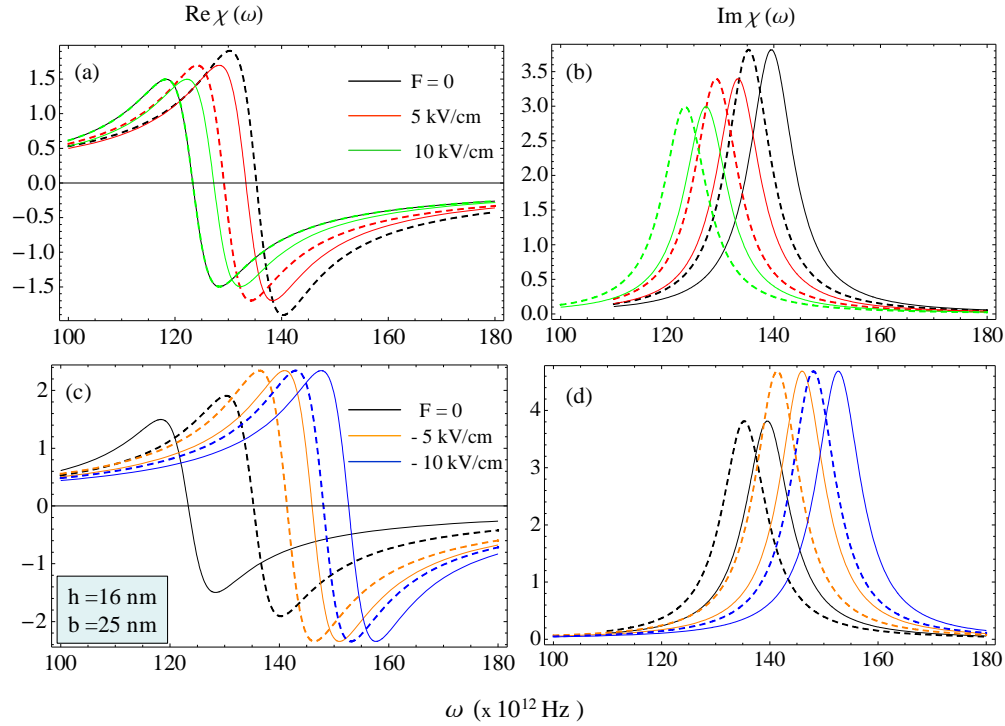 Re χ (ω)
Im χ (ω)
(a)
F = 0
5 kV/cm
10 kV/cm
1.5
1.0
0.5
0.0
−0.5
−1.0
−1.5
100 120 140 160 180
(b)
3.5
3.0
2.5
2.0
1.5
1.0
0.5
0.0
100 120 140 160 180
(c)
F = 0
- 5 kV/cm
- 10 kV/cm
2
1
0
−1
−2
h =16 nm
b =25 nm
100 120 140 160 180
(d)
4
3
2
1
0
100 120 140 160 180
ω (x 10¹² Hz )